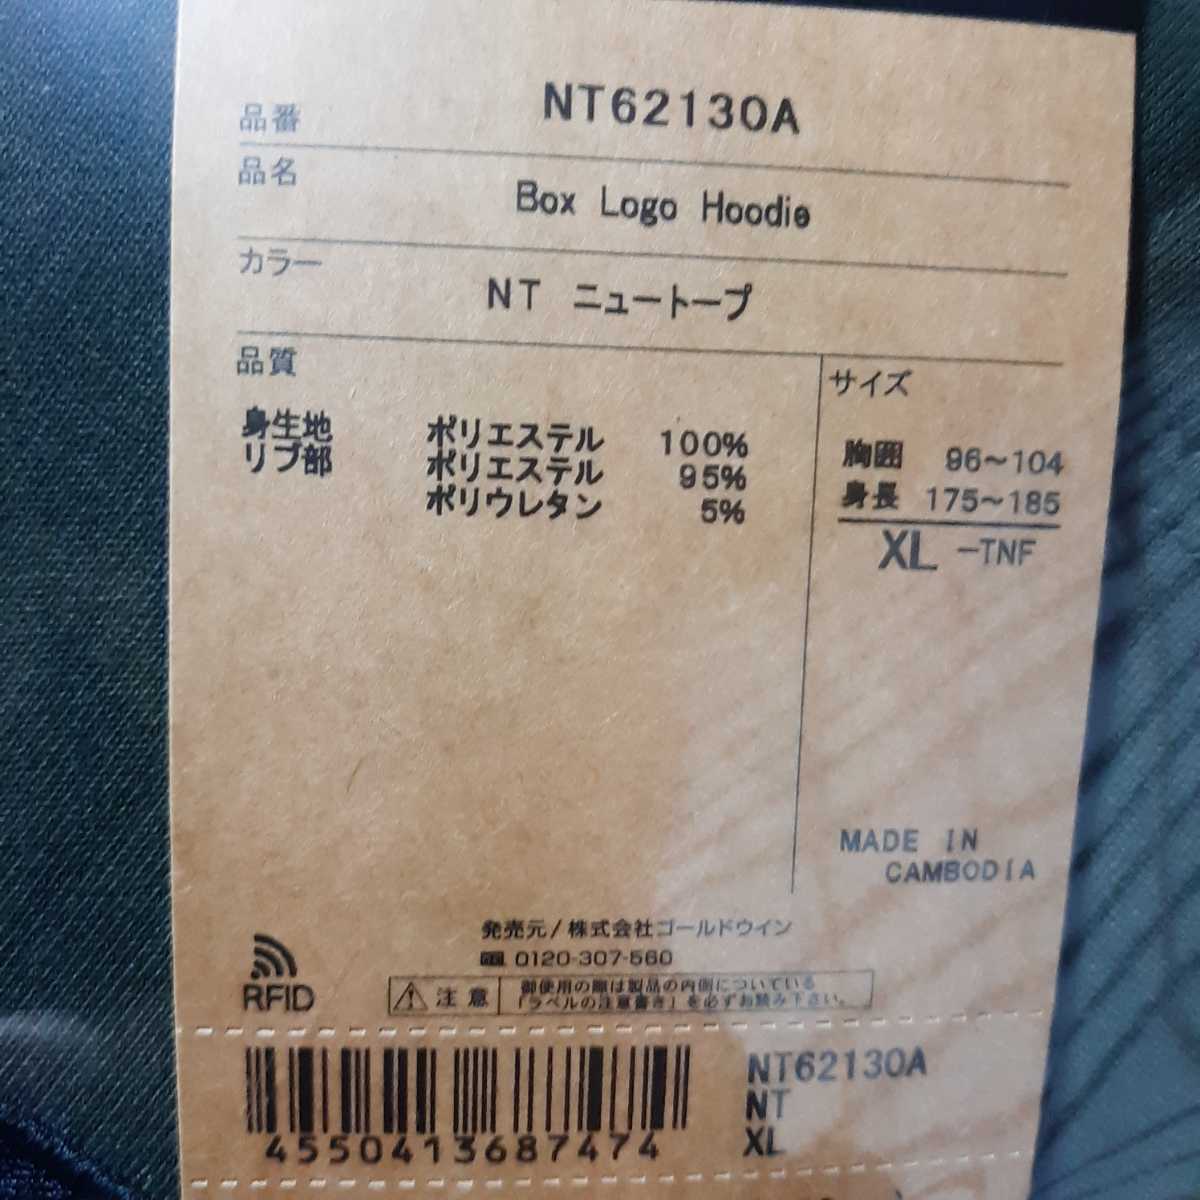 品番 NT62130A
品名 Box Logo Hoodie
カラー NT ニュートープ
品質
身生地 ポリエステル 100%
リブ部 ポリエステル 95%
ポリウレタン 5%
サイズ
胸囲 96～104
身長 175～185
XL -TNF
MADE IN
CAMBODIA
発売元/株式会社ゴールドウイン
0120-307-560
RFID
注意
御使用の際は製品の内側についている
「ラベルの注意書き」を必ずお読み下さい。
4550413687474
NT62130A
NT
XL